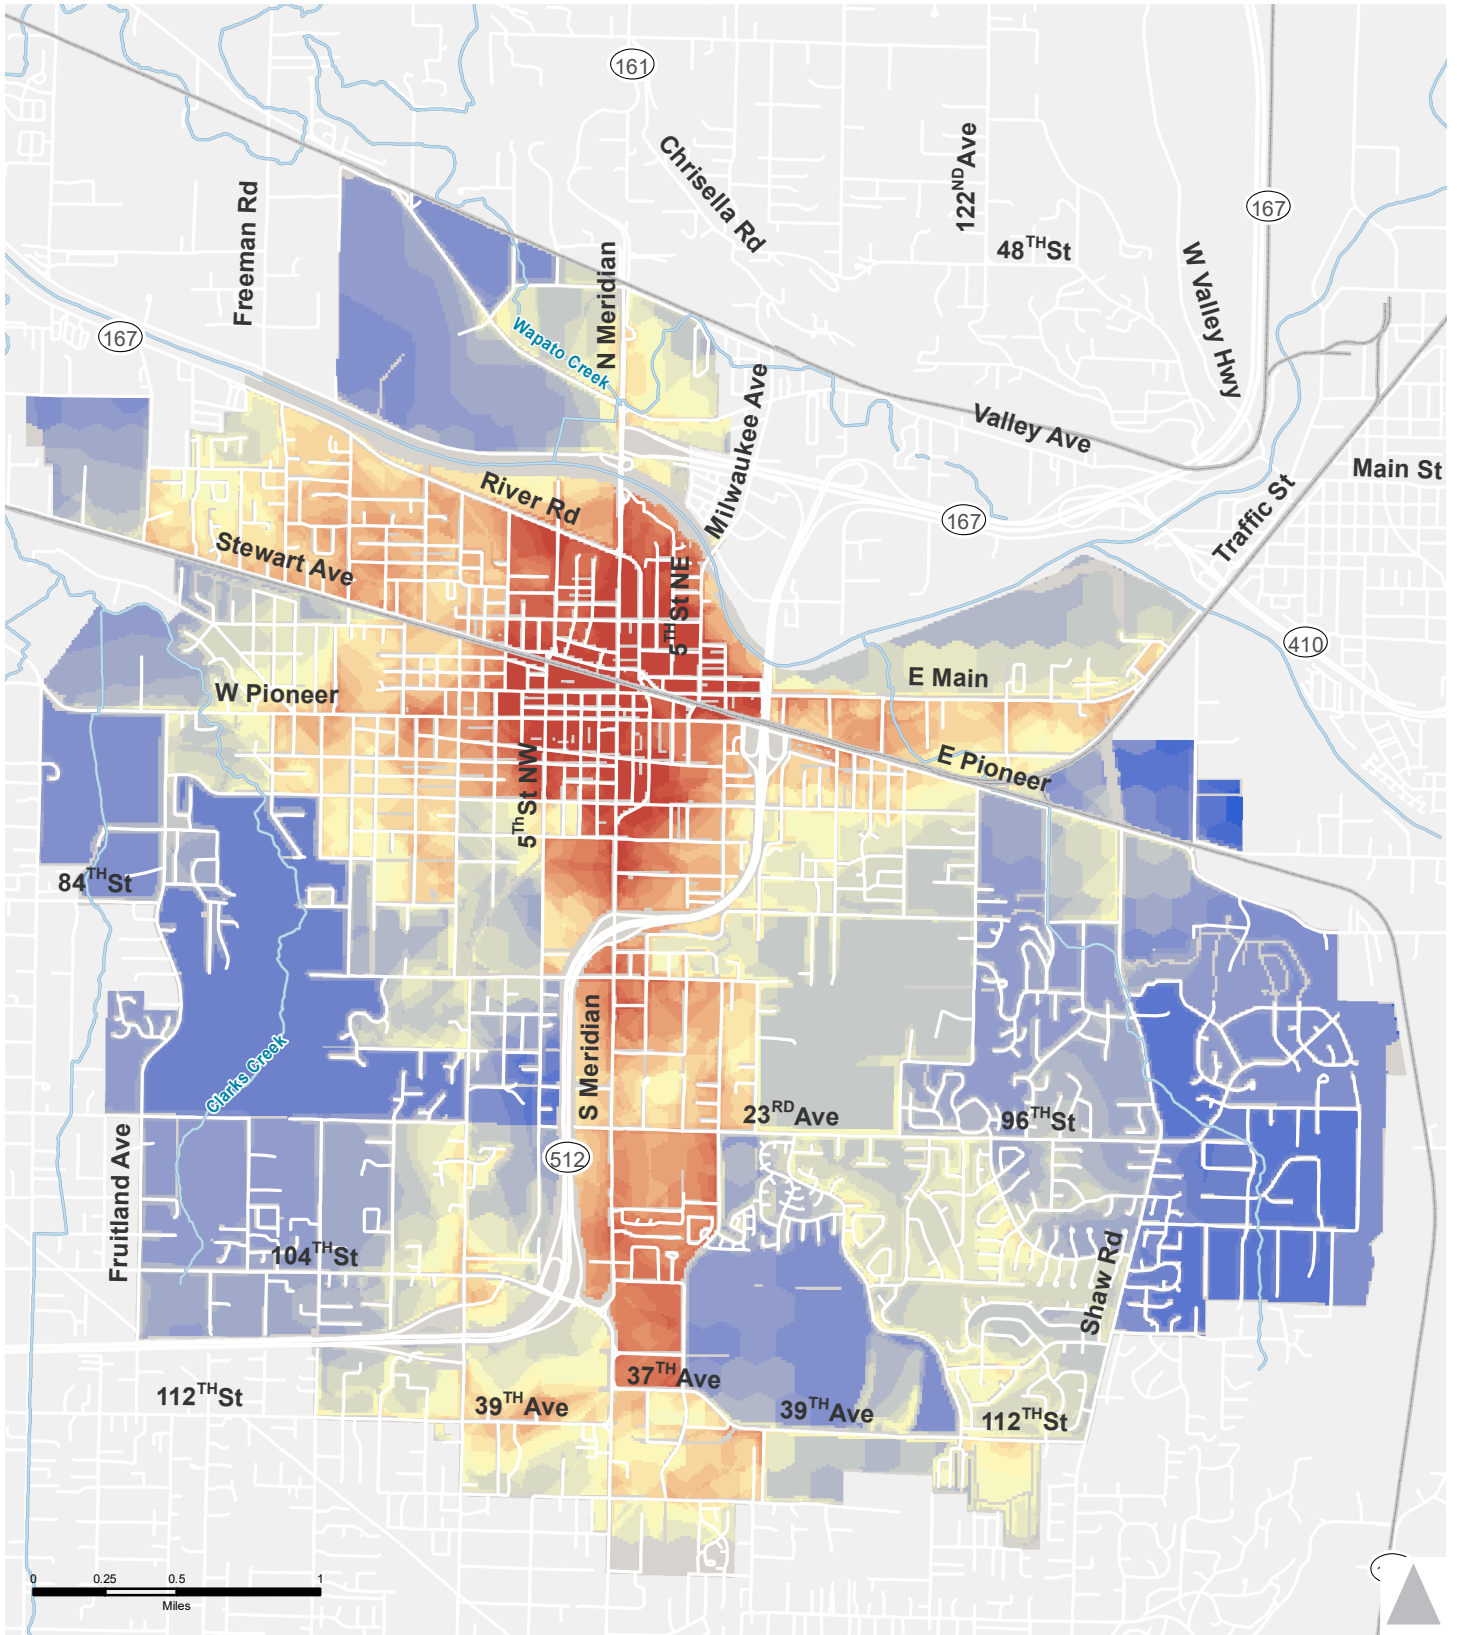 161
Chrisella Rd
122ND Ave
48TH St
167
W Valley Hwy
Freeman Rd
N Meridian
Wapato Creek
167
Milwaukee Ave
Valley Ave
Main St
River Rd
167
Traffic St
Stewart Ave
5TH St NE
410
E Main
W Pioneer
E Pioneer
5Th St NW
84TH St
S Meridian
Clarks Creek
23RD Ave
96TH St
Fruitland Ave
512
104TH St
Shaw Rd
37TH Ave
112TH St
39TH Ave
39TH Ave
112TH St
0 0.25 0.5 1
Miles